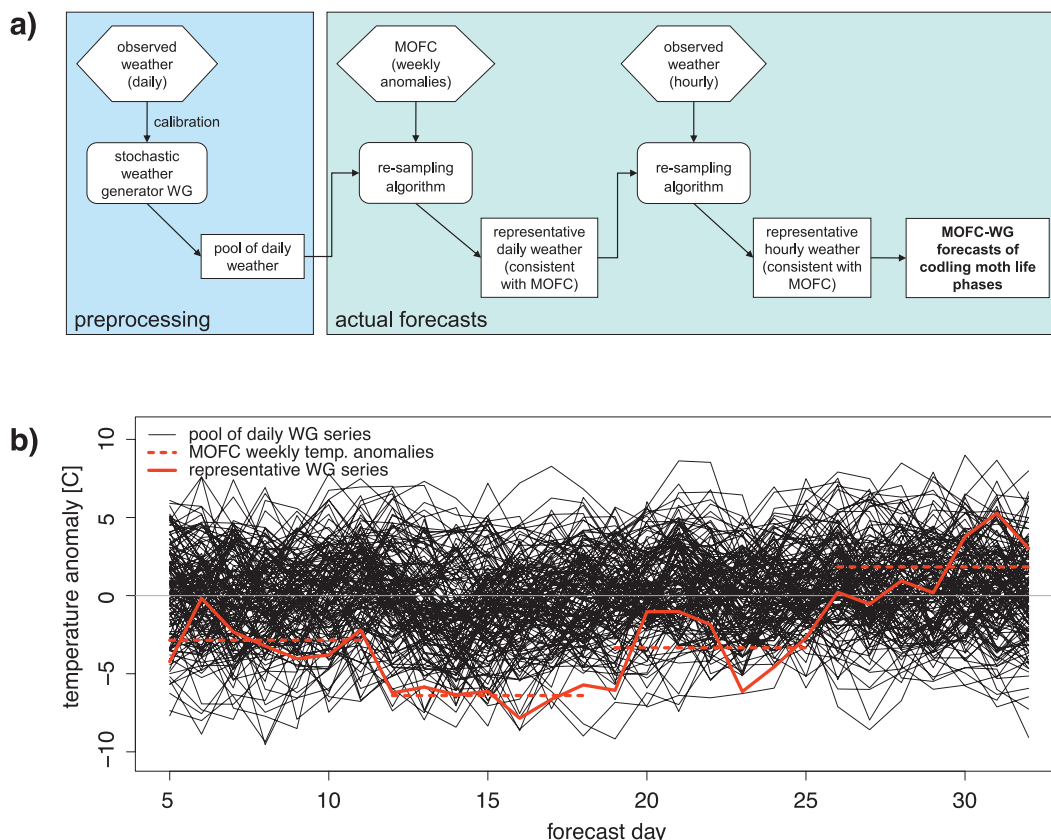 a)
observed
weather
(daily)
calibration
stochastic
weather
generator WG
pool of daily
weather
preprocessing
MOFC
(weekly
anomalies)
re-sampling
algorithm
representative
daily weather
(consistent
with MOFC)
observed
weather
(hourly)
re-sampling
algorithm
representative
hourly weather
(consistent with
MOFC)
MOFC-WG
forecasts of
codling moth life
phases
actual forecasts
b)
pool of daily WG series
MOFC weekly temp. anomalies
representative WG series
temperature anomaly [C]
10
5
0
−5
−10
5 10 15 20 25 30
forecast day